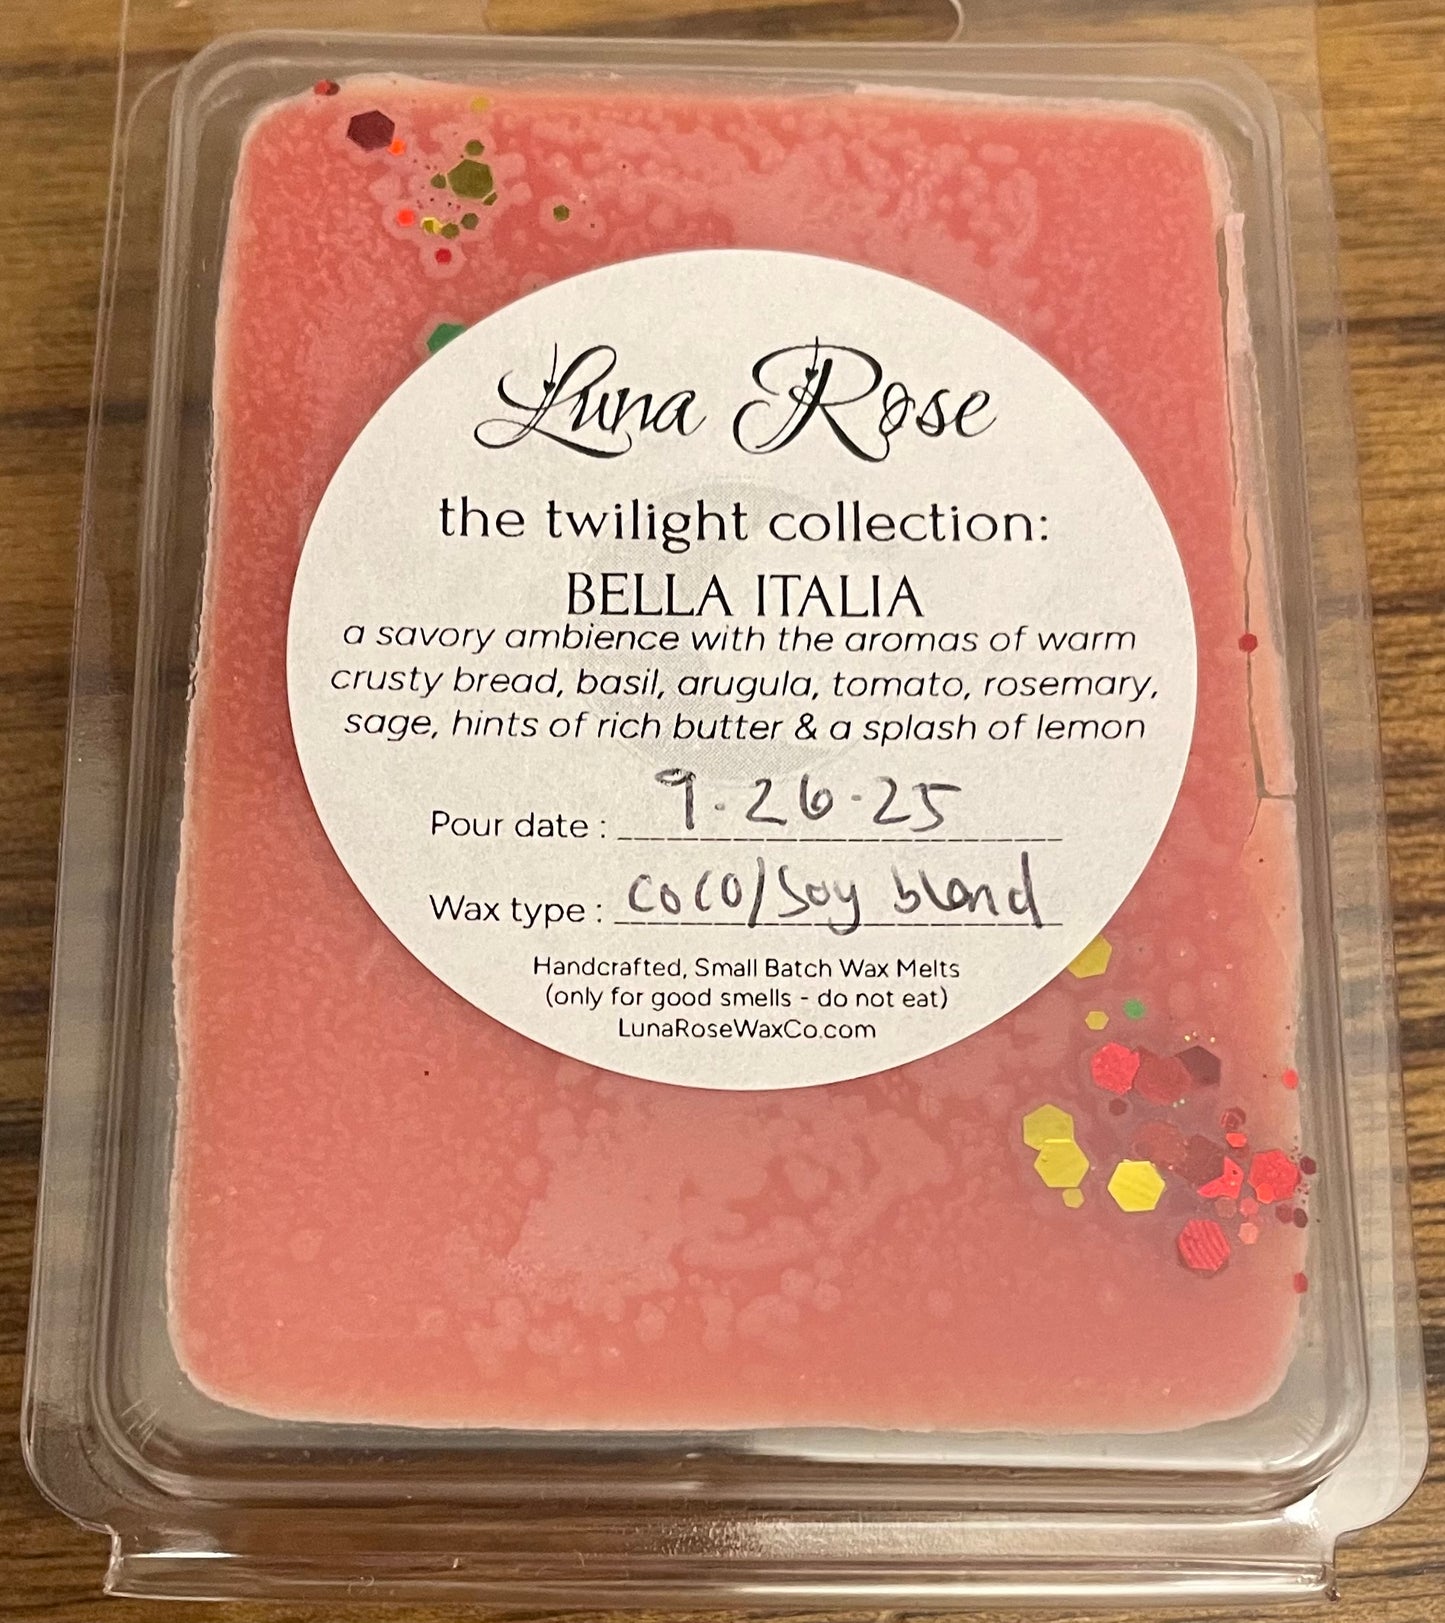 Luna Rose
the twilight collection:
BELLA ITALIA
a savory ambience with the aromas of warm
crusty bread, basil, arugula, tomato, rosemary,
sage, hints of rich butter & a splash of lemon
Pour date : 9.26.25
Wax type : coco/soy blend
Handcrafted, Small Batch Wax Melts
(only for good smells - do not eat)
LunaRoseWaxCo.com